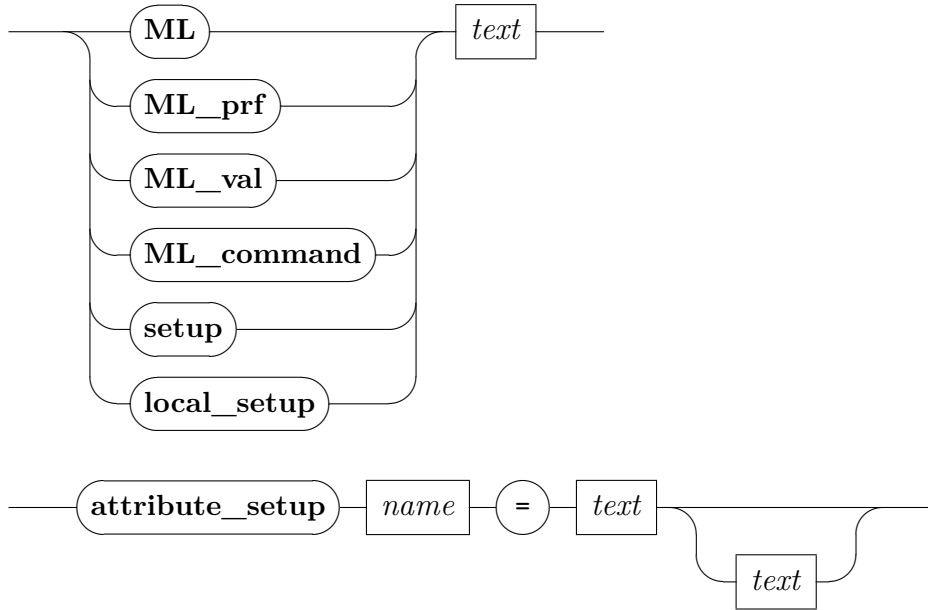 ML text
ML_prf
ML_val
ML_command
setup
local_setup
attribute_setup name = text
text